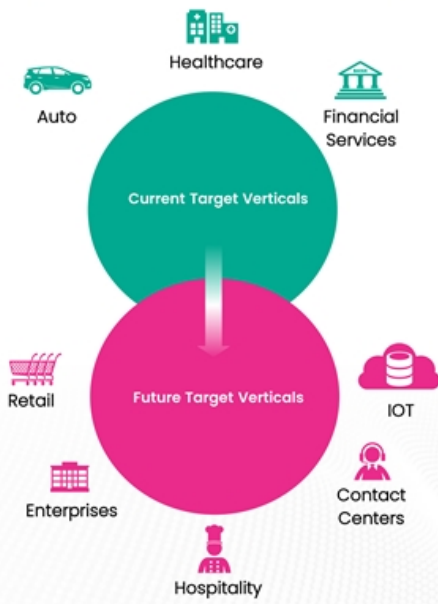 Healthcare
Auto
Financial
Services
Current Target Verticals
Future Target Verticals
Retail
IOT
Enterprises
Contact
Centers
Hospitality